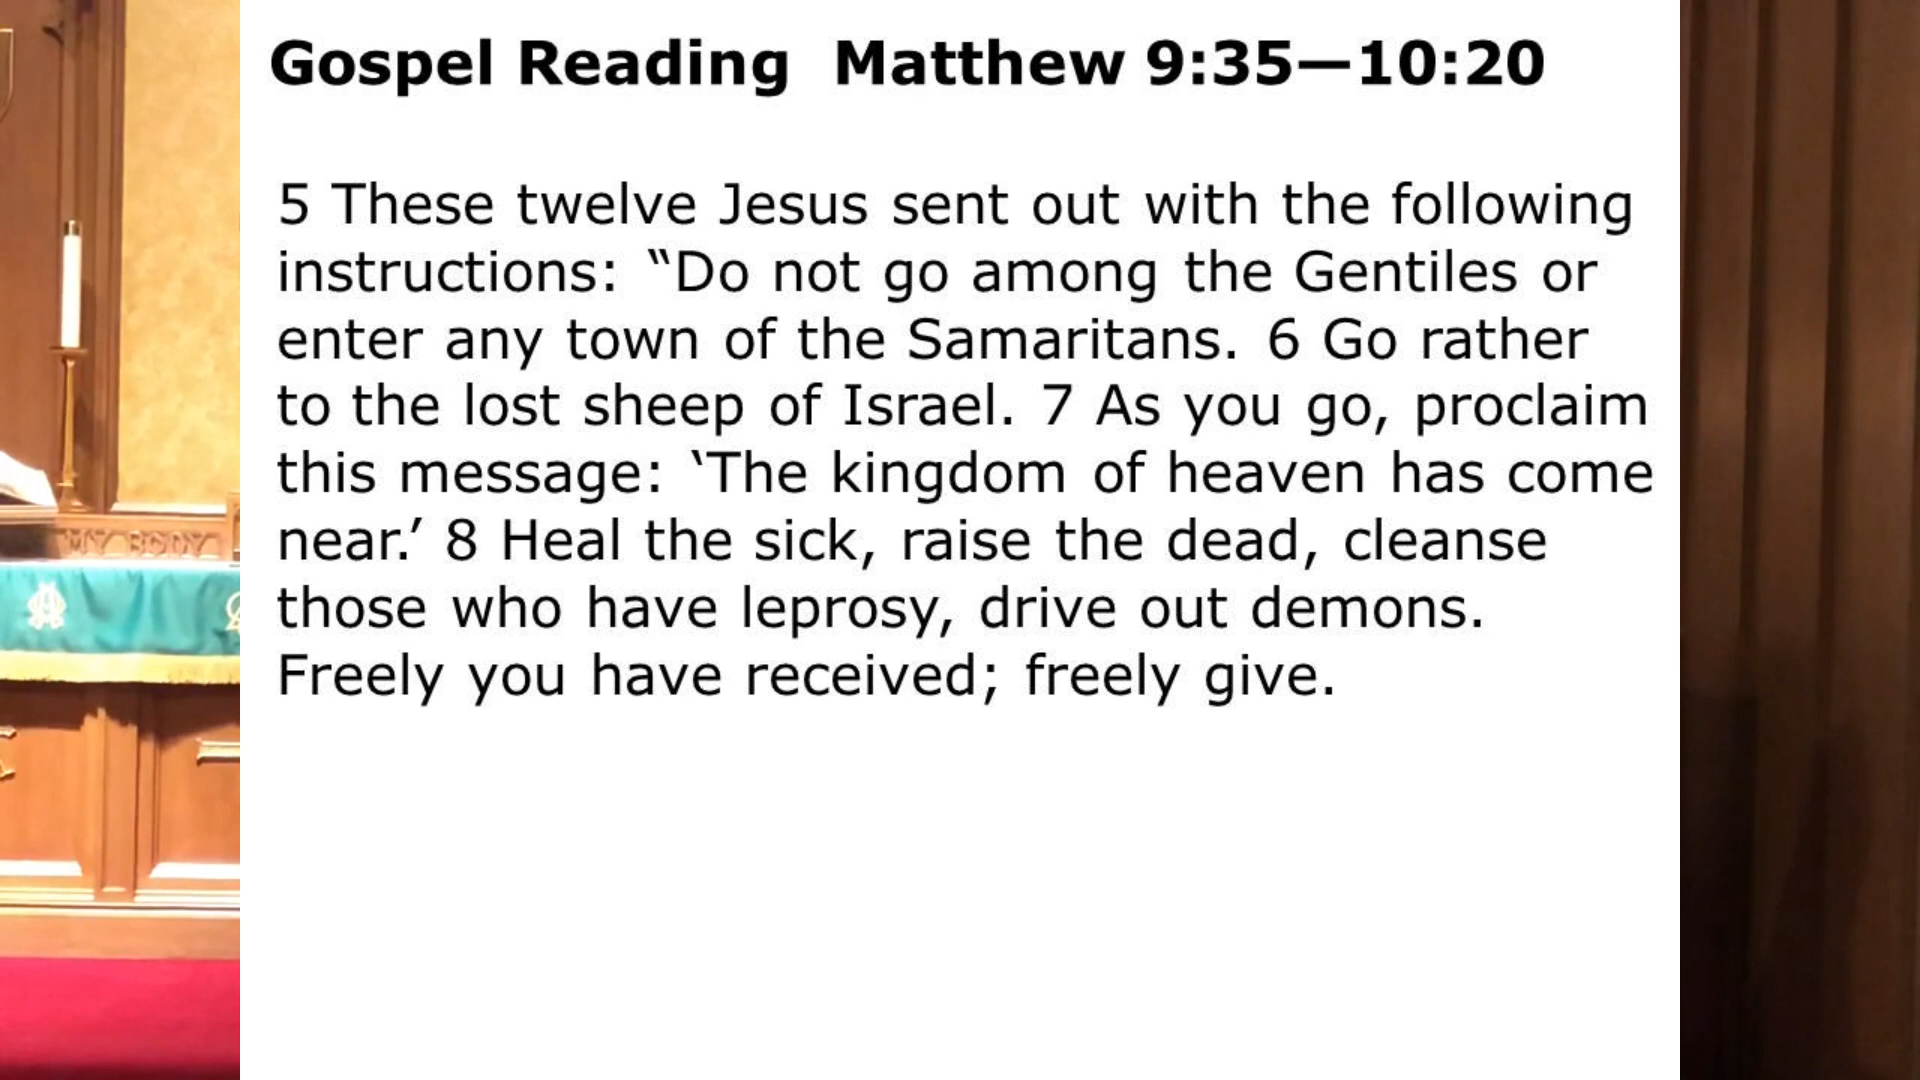 Gospel Reading  Matthew 9:35—10:20
5 These twelve Jesus sent out with the following
instructions: “Do not go among the Gentiles or
enter any town of the Samaritans. 6 Go rather
to the lost sheep of Israel. 7 As you go, proclaim
this message: ‘The kingdom of heaven has come
near.’ 8 Heal the sick, raise the dead, cleanse
those who have leprosy, drive out demons.
Freely you have received; freely give.
MY BODY